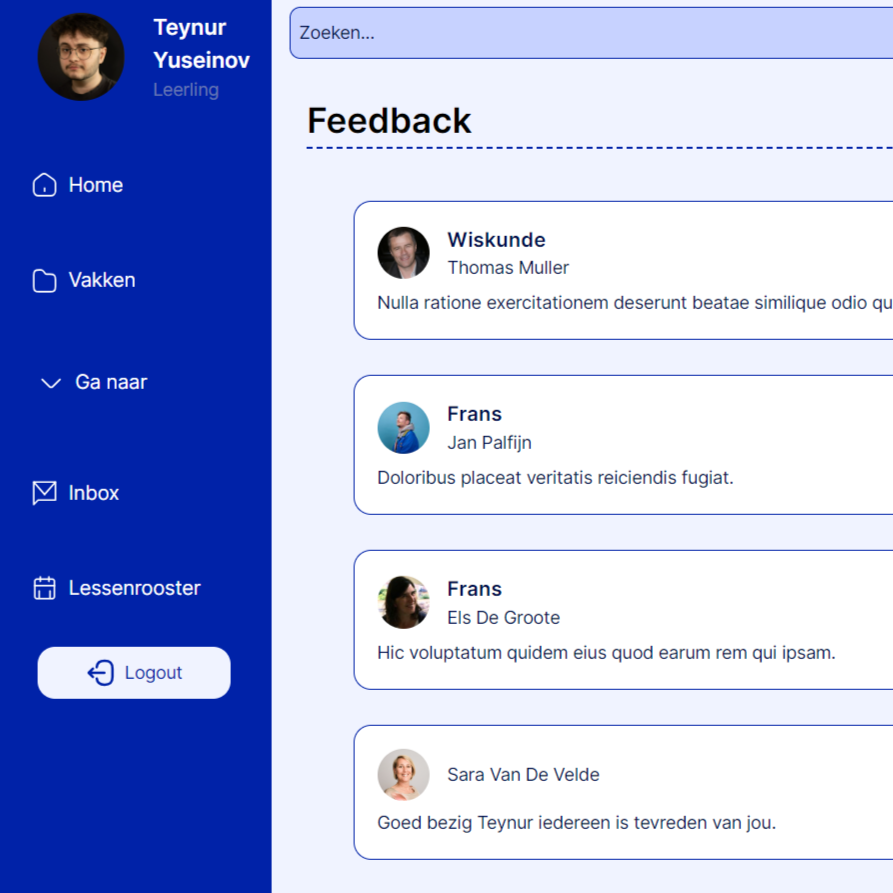 Teynur
Yuseinov
Leerling
Home
Vakken
Ga naar
Inbox
Lessenrooster
Logout
Zoeken...
Feedback
Wiskunde
Thomas Muller
Nulla ratione exercitationem deserunt beatae similique odio qu
Frans
Jan Palfijn
Doloribus placeat veritatis reiciendis fugiat.
Frans
Els De Groote
Hic voluptatum quidem eius quod earum rem qui ipsam.
Sara Van De Velde
Goed bezig Teynur iedereen is tevreden van jou.